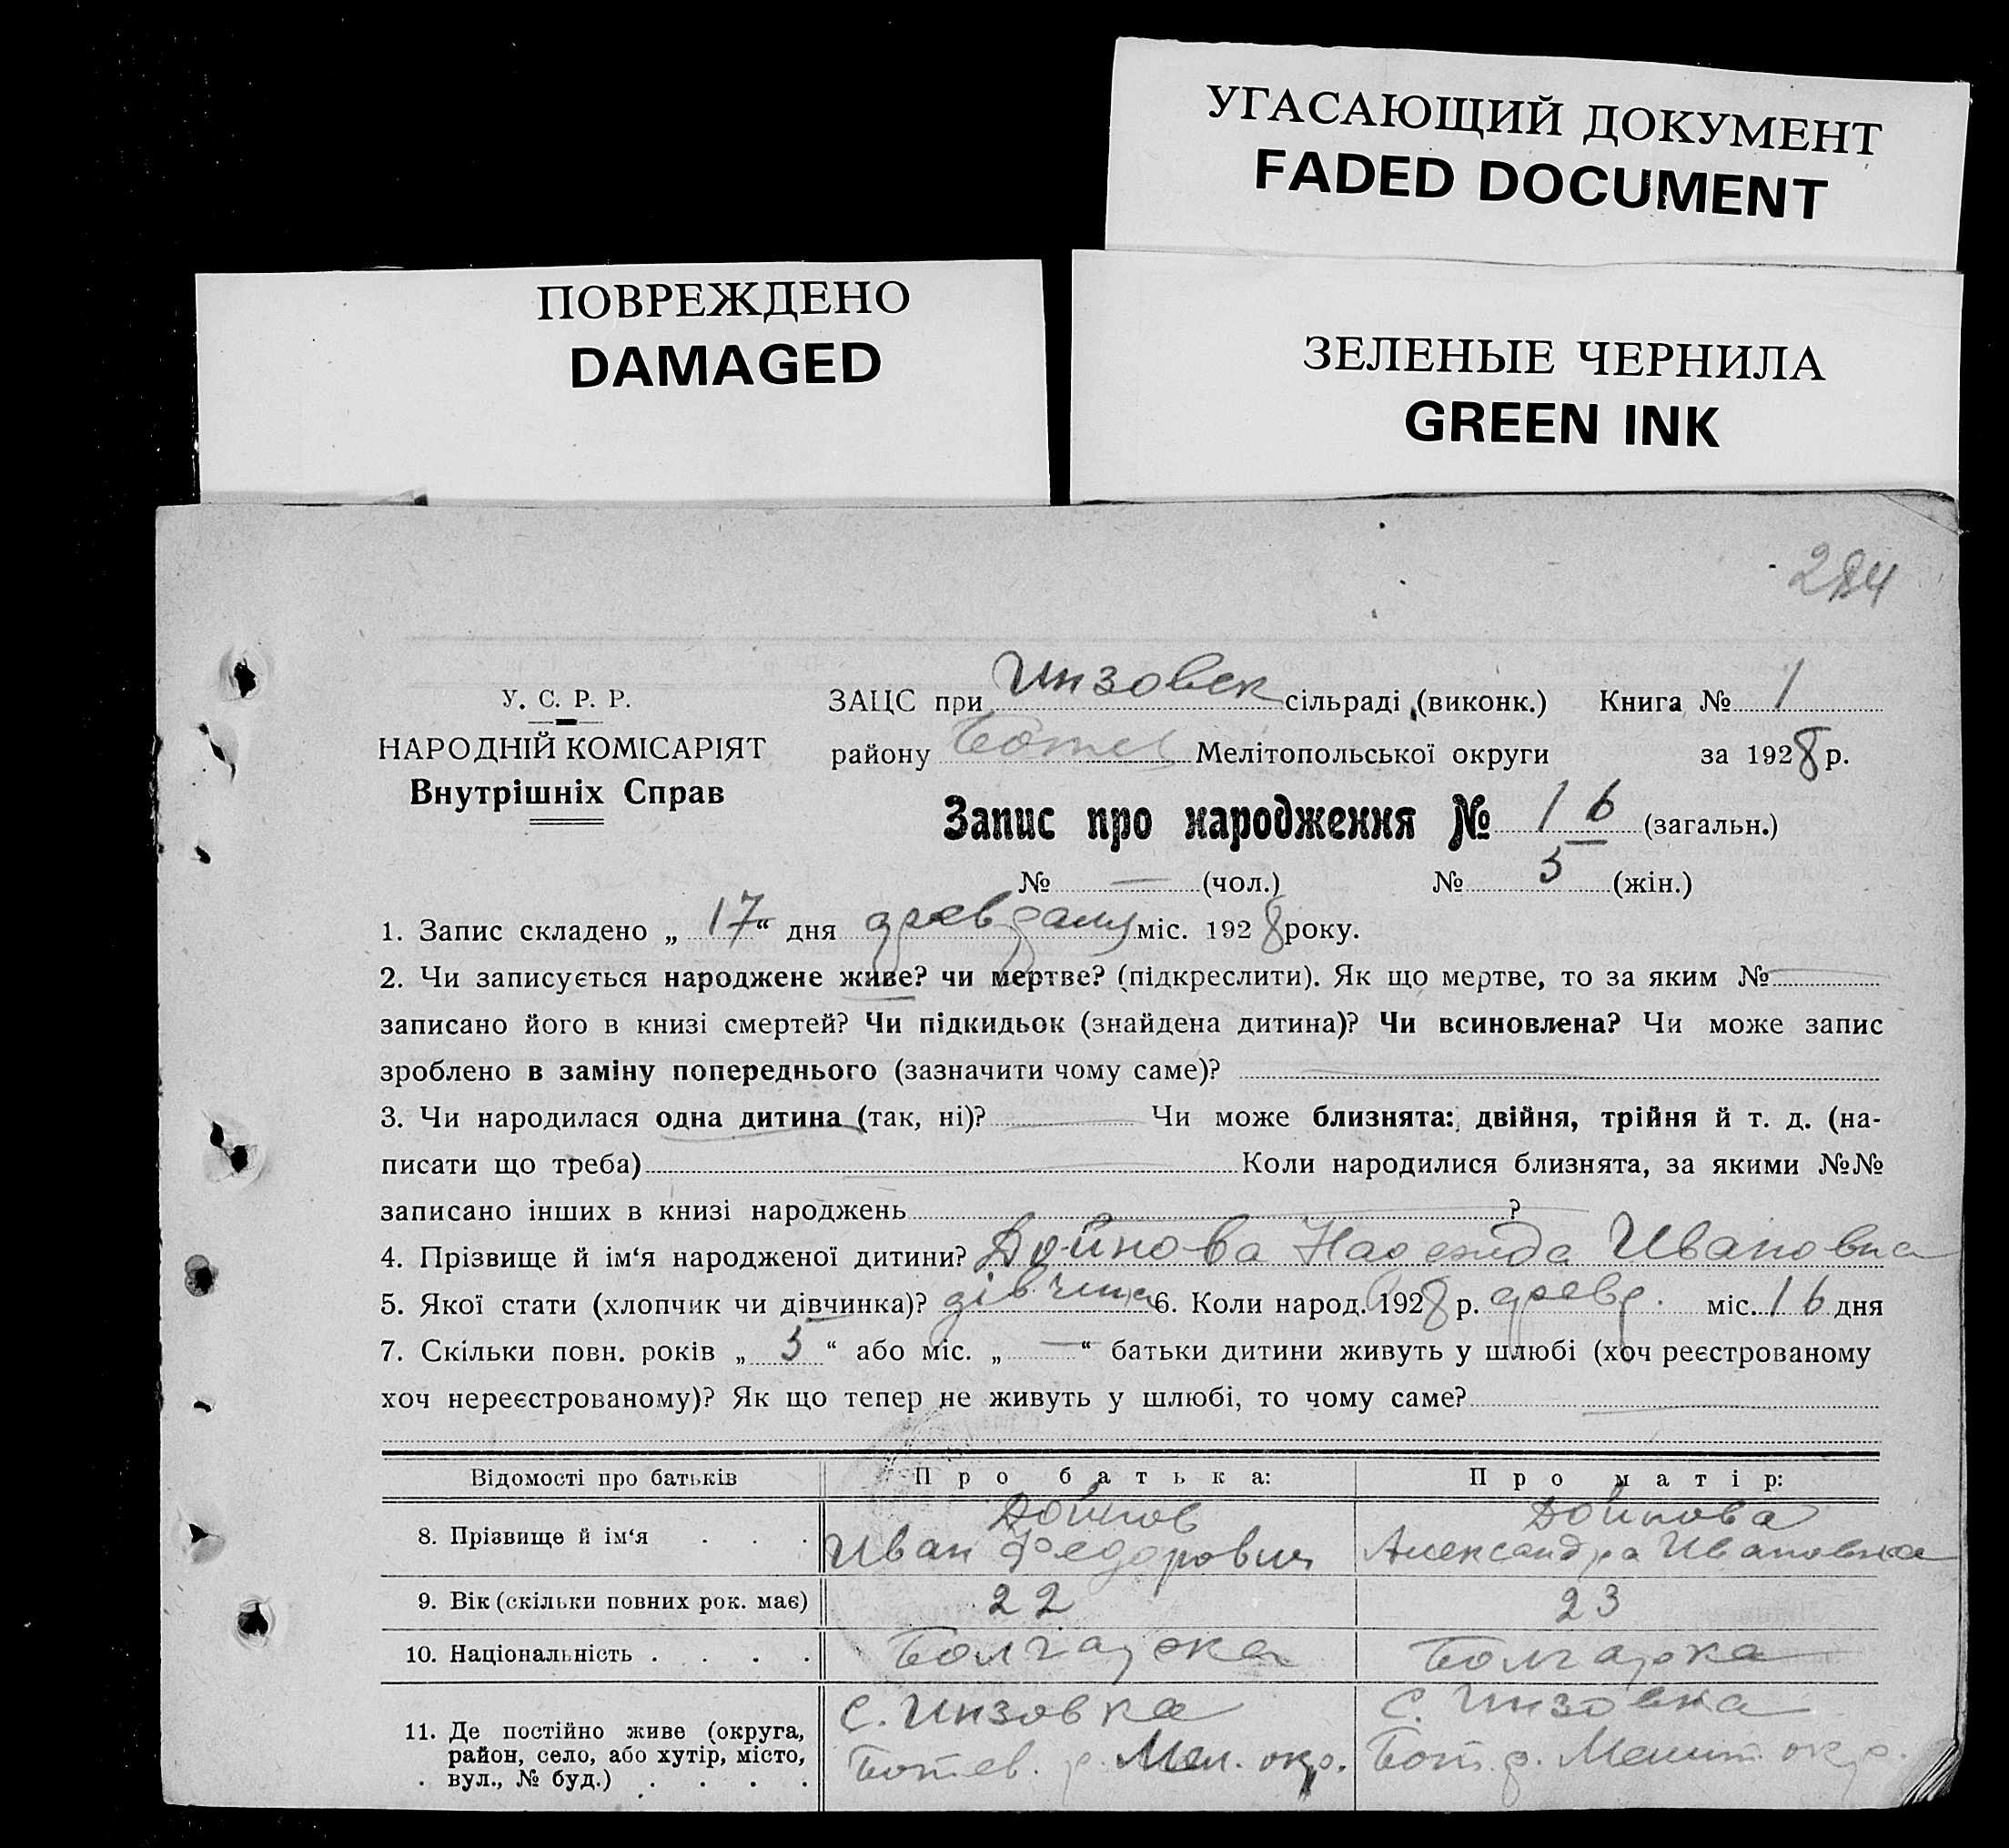 УГАСАЮЩИЙ ДОКУМЕНТ
FADED DOCUMENT
ПОВРЕЖДЕНО
DAMAGED
ЗЕЛЕНЫЕ ЧЕРНИЛА
GREEN INK
284
У. С. Р. Р.
НАРОДНІЙ КОМІСАРІЯТ
Внутрішніх Справ
ЗАЦС при Инзовск сільраді (виконк.) Книга № 1
району Ботев Мелітопольської округи за 1928 р.
Запис про народження № 16 (загальн.)
№ — (чол.) № 5 (жін.)
1. Запис складено „ 17 “ дня міс. 1928 року.
2. Чи записується народжене живе? чи мертве? (підкреслити). Як що мертве, то за яким №
записано його в книзі смертей? Чи підкидьок (знайдена дитина)? Чи всиновлена? Чи може запис
зроблено в заміну попереднього (зазначити чому саме)?
3. Чи народилася одна дитина (так, ні)? Чи може близнята: двійня, трійня й т. д. (на-
писати що треба) Коли народилися близнята, за якими №№
записано інших в книзі народжень ?
4. Прізвище й ім‘я народженої дитини? Дойнова Надежда Ивановна
5. Якої стати (хлопчик чи дівчинка)? дівчина 6. Коли народ. 1928 р. февр. міс. 16 дня
7. Скільки повн. років „ 5 “ або міс. „ — “ батьки дитини живуть у шлюбі (хоч реєстрованому
хоч нереєстрованому)? Як що тепер не живуть у шлюбі, то чому саме?
Відомості про батьків Про батька: Про матір:
8. Прізвище й ім‘я . . . Дойнов Иван Федорович Дойнова Александра Ивановна
9. Вік (скільки повних рок. має) 22 23
10. Національність . . . . Болгарка Болгарка
11. Де постійно живе (округа, С. Инзовка С. Инзовка
район, село, або хутір, місто, Ботев. р. Мел. окр. Бот. р. Мелит. окр.
вул., № буд.) . . . .